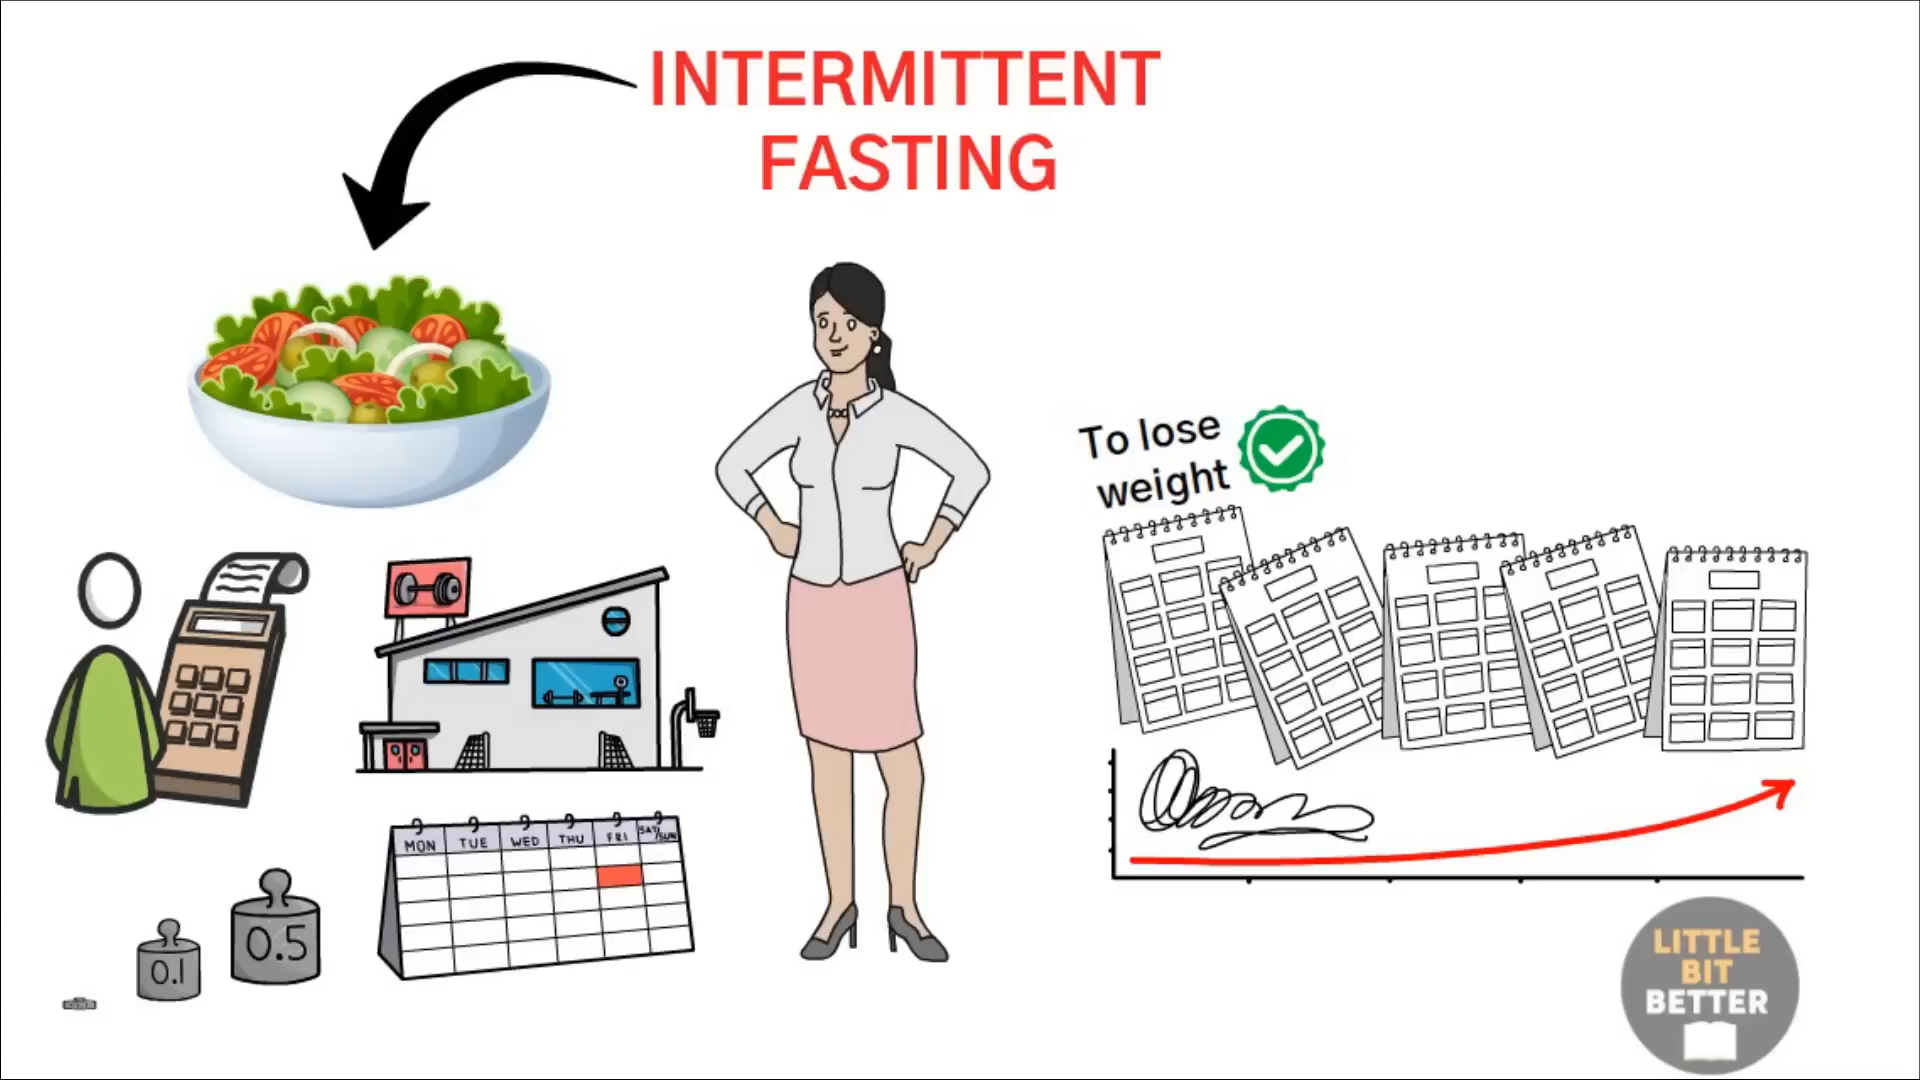 INTERMITTENT
FASTING
To lose
weight
MON TUE WED THU FRI SAT/SUN
0.1
0.5
LITTLE
BIT
BETTER